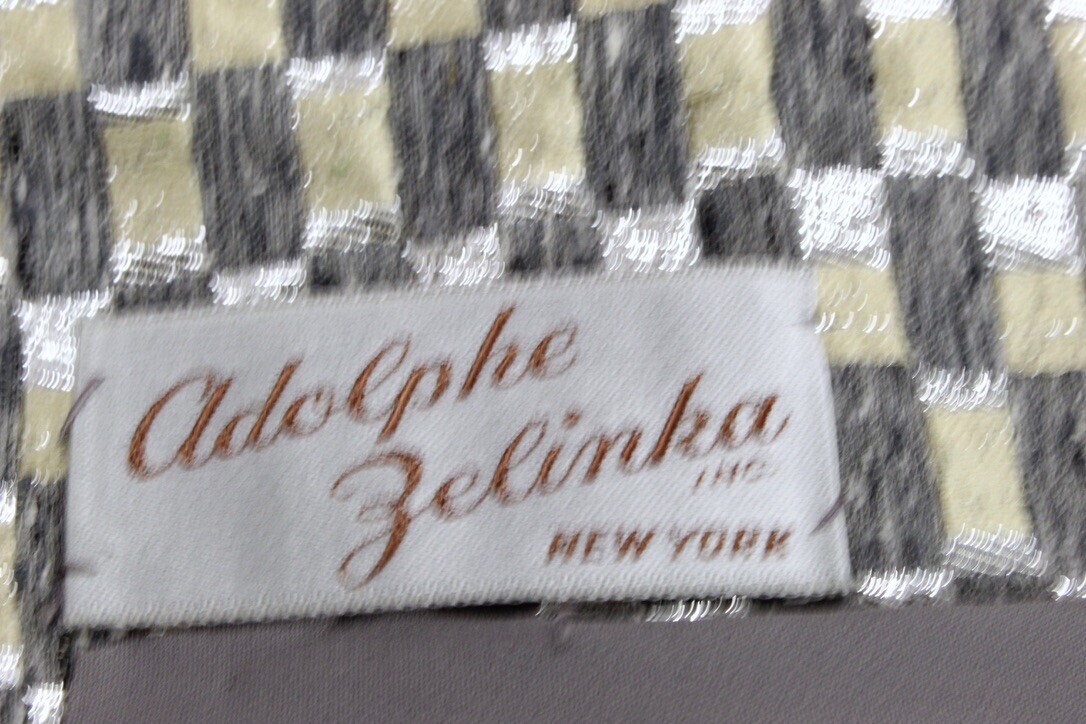 Adolphe
Zelinka
INC
NEW YORK